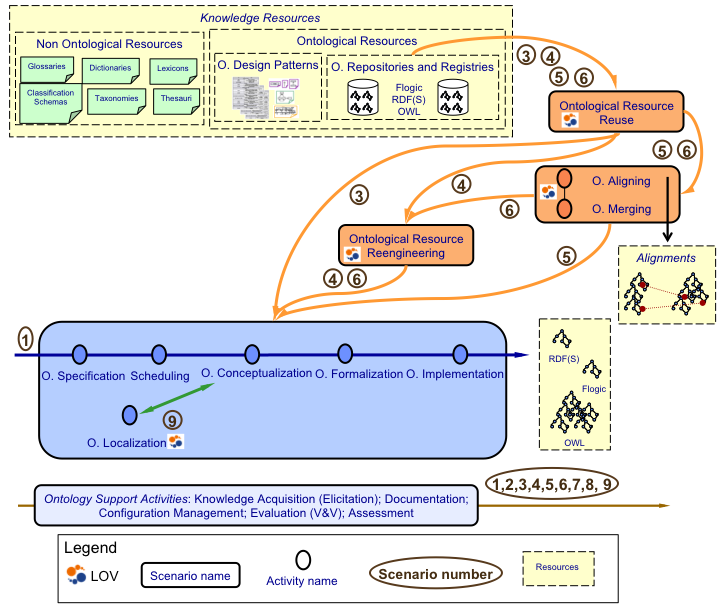 Knowledge Resources
Non Ontological Resources
Glossaries
Dictionaries
Lexicons
Classification
Schemas
Taxonomies
Thesauri
Ontological Resources
O. Design Patterns
O. Repositories and Registries
Flogic
RDF(S)
OWL
3 4
5 6
Ontological Resource
Reuse
5 6
3
4
6
O. Aligning
O. Merging
Ontological Resource
Reengineering
4 6
5
Alignments
1
O. Specification
Scheduling
O. Conceptualization
O. Formalization
O. Implementation
9
O. Localization
RDF(S)
Flogic
OWL
Ontology Support Activities: Knowledge Acquisition (Elicitation); Documentation;
Configuration Management; Evaluation (V&V); Assessment
1,2,3,4,5,6,7,8, 9
Legend
LOV
Scenario name
Activity name
Scenario number
Resources